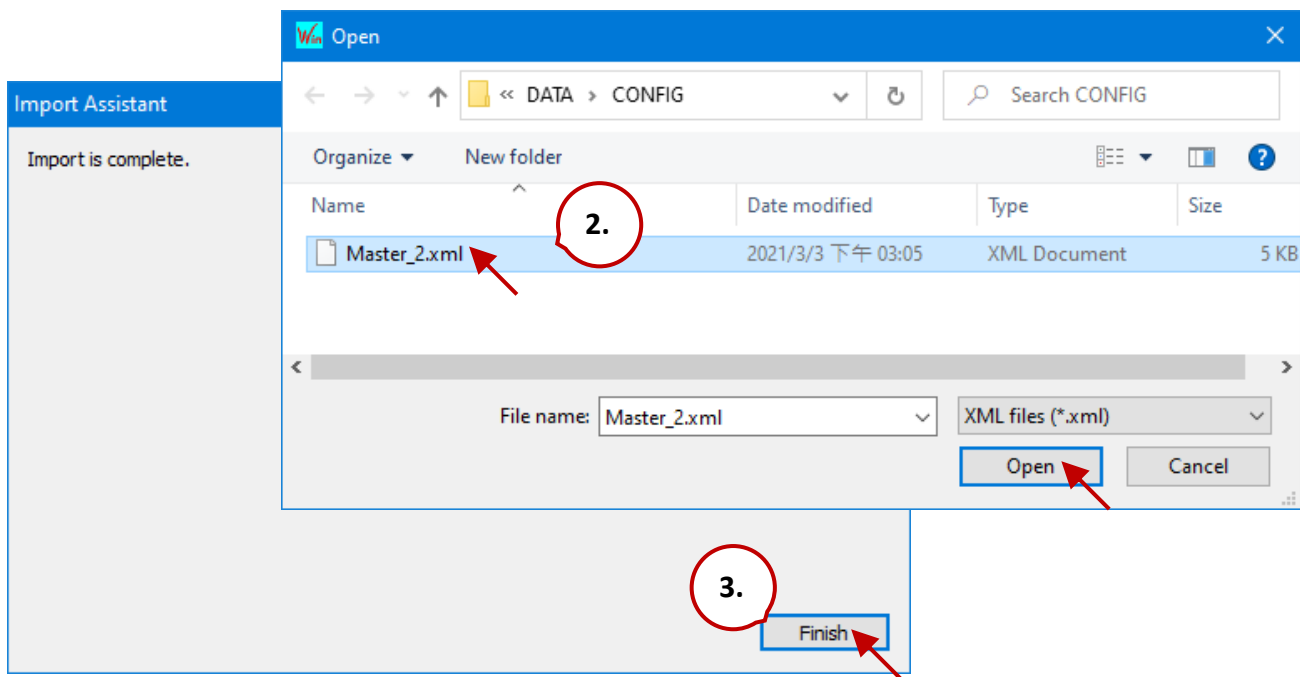 Win Open
« DATA > CONFIG
Search CONFIG
Import Assistant
Import is complete.
Organize New folder
?
Name Date modified Type Size
2.
Master_2.xml 2021/3/3 下午 03:05 XML Document 5 KB
File name: Master_2.xml XML files (*.xml)
Open Cancel
3.
Finish